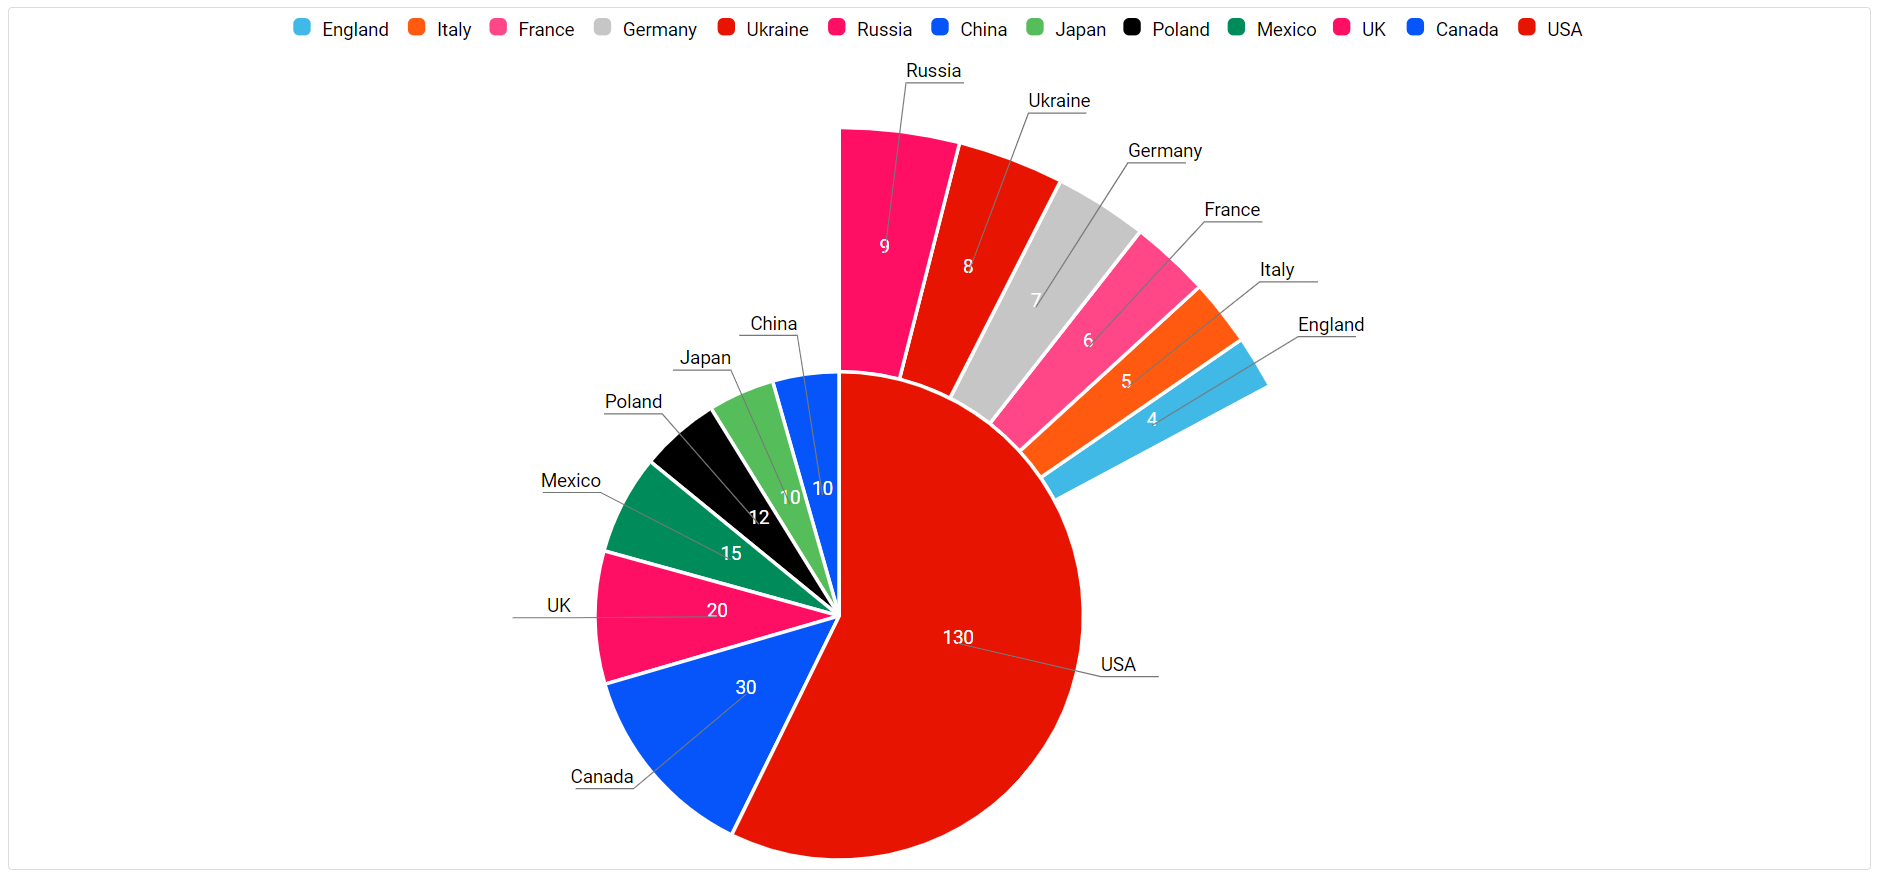 England Italy France Germany Ukraine Russia China Japan Poland Mexico UK Canada USA
Russia
Ukraine
Germany
France
Italy
England
9
8
7
6
5
4
China
Japan
Poland
Mexico
UK
Canada
USA
10
10
12
15
20
30
130